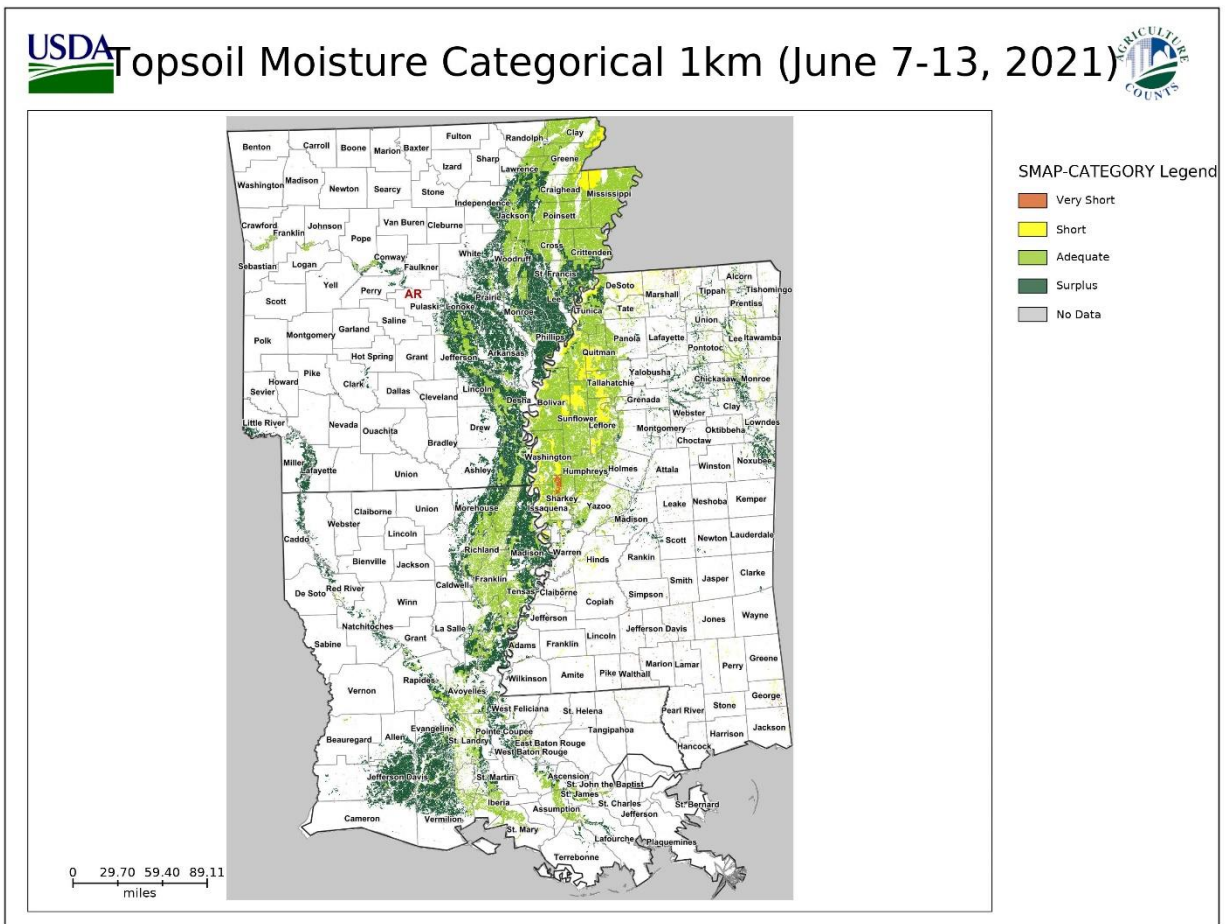 USDA
Topsoil Moisture Categorical 1km (June 7-13, 2021)
AGRICULTURE
COUNTS
SMAP-CATEGORY Legend
Very Short
Short
Adequate
Surplus
No Data
Benton Carroll Boone Marion Baxter Fulton Randolph Clay
Izard Sharp Lawrence Greene
Washington Madison Newton Searcy Stone Independence Craighead Mississippi
Jackson Poinsett
Crawford Franklin Johnson Pope Van Buren Cleburne
Cross
Sebastian Logan Conway Faulkner White Woodruff Crittenden
St. Francis
Scott Yell Perry AR Pulaski Lonoke Prairie Monroe Lee
Polk Montgomery Garland Saline Phillips
Hot Spring Grant Jefferson Arkansas
Howard Pike Clark Dallas Cleveland Lincoln Desha
Sevier
Little River Nevada Ouachita Bradley Drew
Miller Lafayette Union Ashley
DeSoto Marshall Tippah Alcorn Tishomingo
Prentiss
Tunica Tate Union
Panola Lafayette Pontotoc Lee Itawamba
Quitman
Yalobusha
Tallahatchie Chickasaw Monroe
Bolivar Grenada Clay
Sunflower Webster
Leflore Montgomery Oktibbeha Lowndes
Choctaw
Washington Humphreys Holmes Attala Winston Noxubee
Sharkey
Issaquena Yazoo Leake Neshoba Kemper
Madison
Scott Newton Lauderdale
Warren Hinds Rankin
Smith Jasper Clarke
Claiborne Copiah Simpson
Jefferson Jones Wayne
Lincoln Jefferson Davis
Adams Franklin
Marion Lamar Perry Greene
Wilkinson Amite Pike Walthall
George
Pearl River Stone
Harrison Jackson
Hancock
Claiborne Union Morehouse
Webster
Caddo Lincoln
Richland Madison
Bienville Jackson
Franklin
De Soto Red River Caldwell Tensas
Winn
Natchitoches La Salle
Grant
Sabine
Rapides
Vernon Avoyelles
West Feliciana St. Helena
Evangeline Pointe Coupee Tangipahoa
Beauregard Allen St. Landry East Baton Rouge
West Baton Rouge
Jefferson Davis St. Martin Ascension
St. John the Baptist
St. James
Iberia St. Charles St. Bernard
Assumption Jefferson
Cameron Vermilion
St. Mary
Lafourche Plaquemines
Terrebonne
0 29.70 59.40 89.11
miles